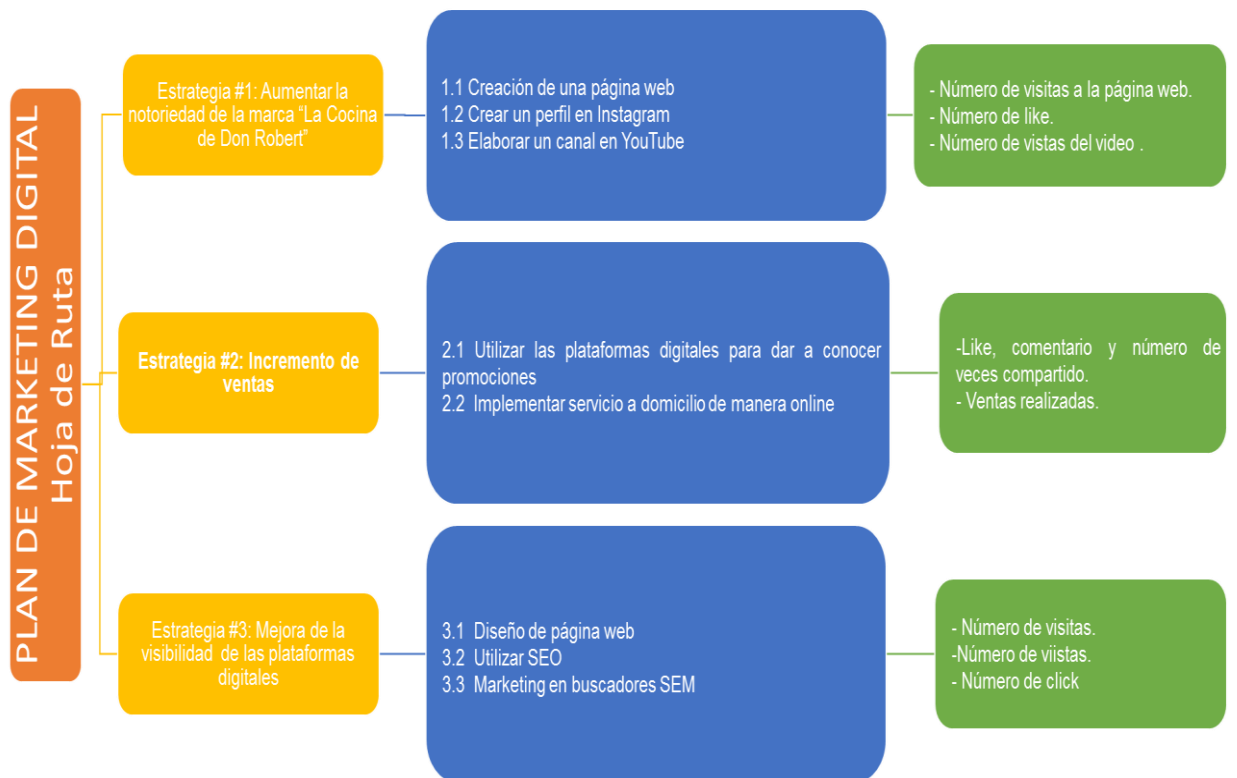 PLAN DE MARKETING DIGITAL
Hoja de Ruta
Estrategia #1: Aumentar la
notoriedad de la marca “La Cocina
de Don Robert”
1.1 Creación de una página web
1.2 Crear un perfil en Instagram
1.3 Elaborar un canal en YouTube
- Número de visitas a la página web.
- Número de like.
- Número de vistas del video .
Estrategia #2: Incremento de
ventas
2.1 Utilizar las plataformas digitales para dar a conocer
promociones
2.2 Implementar servicio a domicilio de manera online
-Like, comentario y número de
veces compartido.
- Ventas realizadas.
Estrategia #3: Mejora de la
visibilidad de las plataformas
digitales
3.1 Diseño de página web
3.2 Utilizar SEO
3.3 Marketing en buscadores SEM
- Número de visitas.
-Número de viistas.
- Número de click